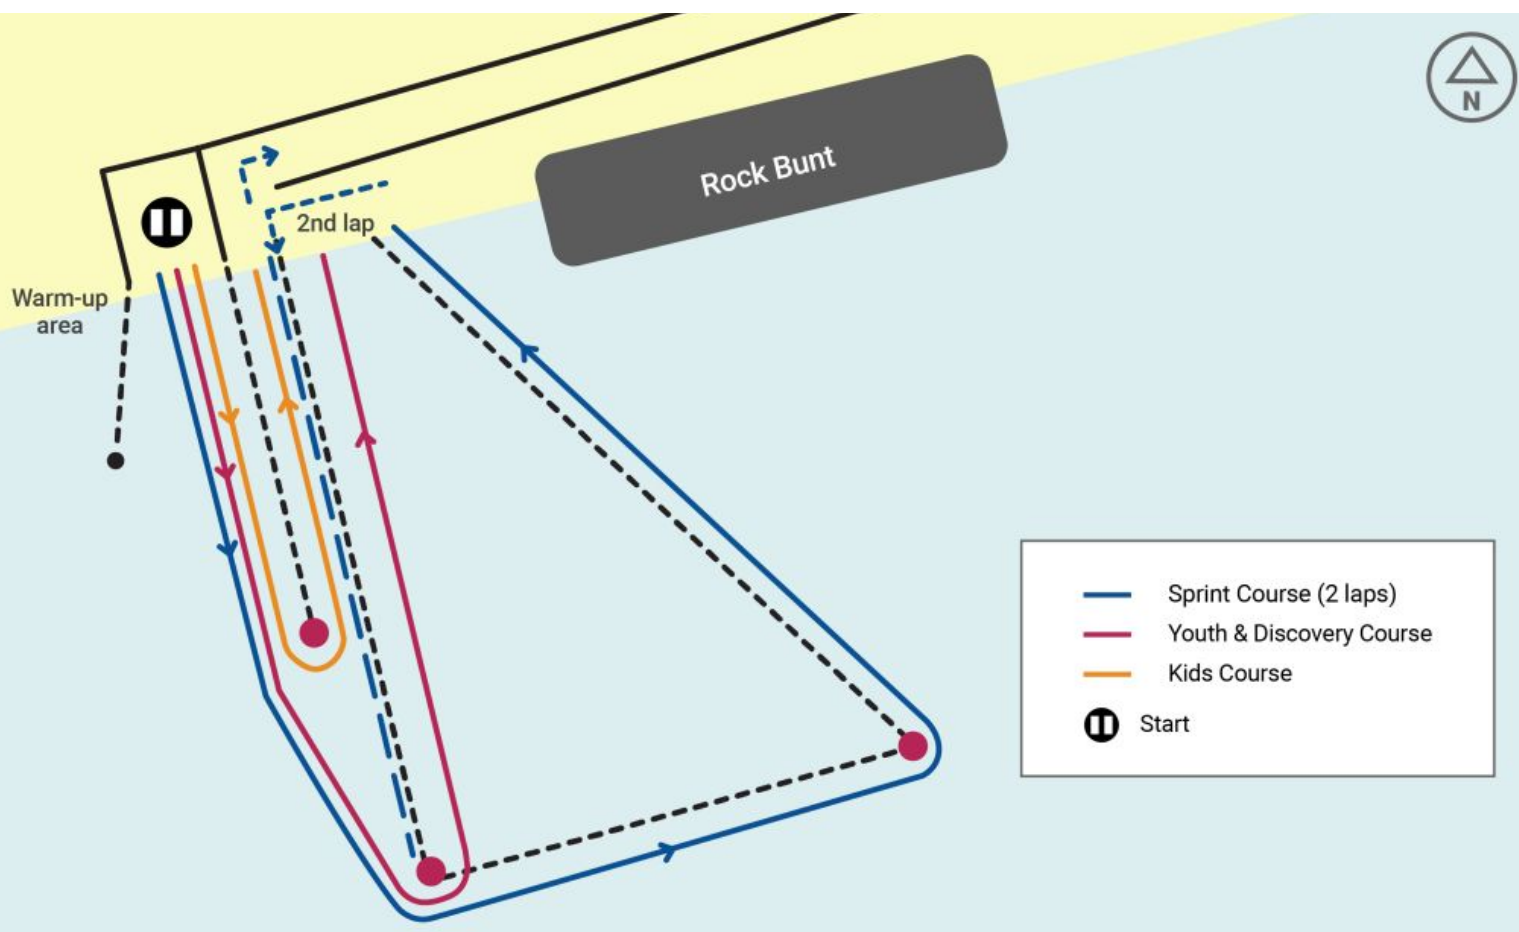 N
Rock Bunt
2nd lap
Warm-up
area
Sprint Course (2 laps)
Youth & Discovery Course
Kids Course
Start